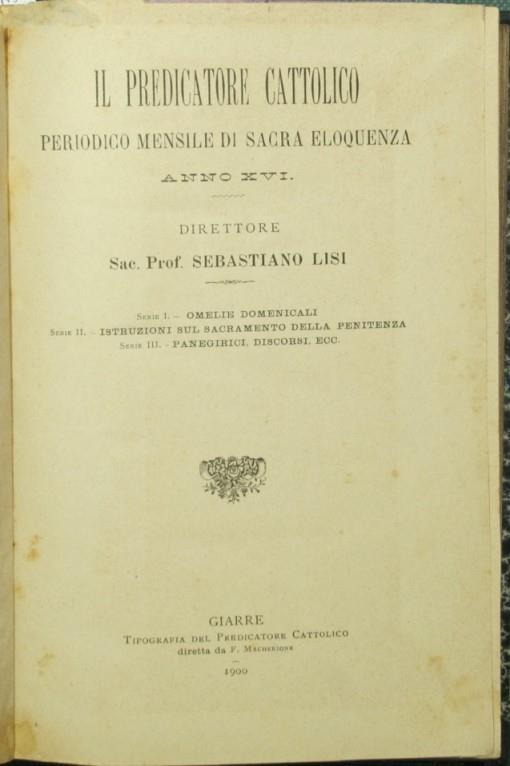 IL PREDICATORE CATTOLICO
PERIODICO MENSILE DI SACRA ELOQUENZA
ANNO XVI.
DIRETTORE
Sac. Prof. SEBASTIANO LISI
SERIE I. – OMELIE DOMENICALI
SERIE II. - ISTRUZIONI SUL SACRAMENTO DELLA PENITENZA
SERIE III. - PANEGIRICI, DISCORSI, ECC.
GIARRE
TIPOGRAFIA DEL PREDICATORE CATTOLICO
diretta da F. MACHERIONE
1900